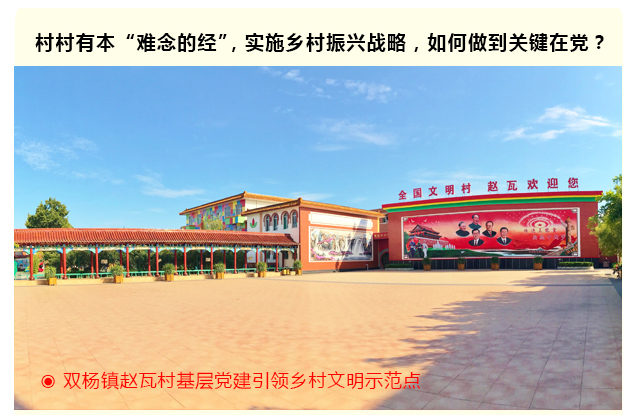 村村有本“难念的经”，实施乡村振兴战略，如何做到关键在党？
全国文明村 赵瓦欢迎您
◉ 双杨镇赵瓦村基层党建引领乡村文明示范点